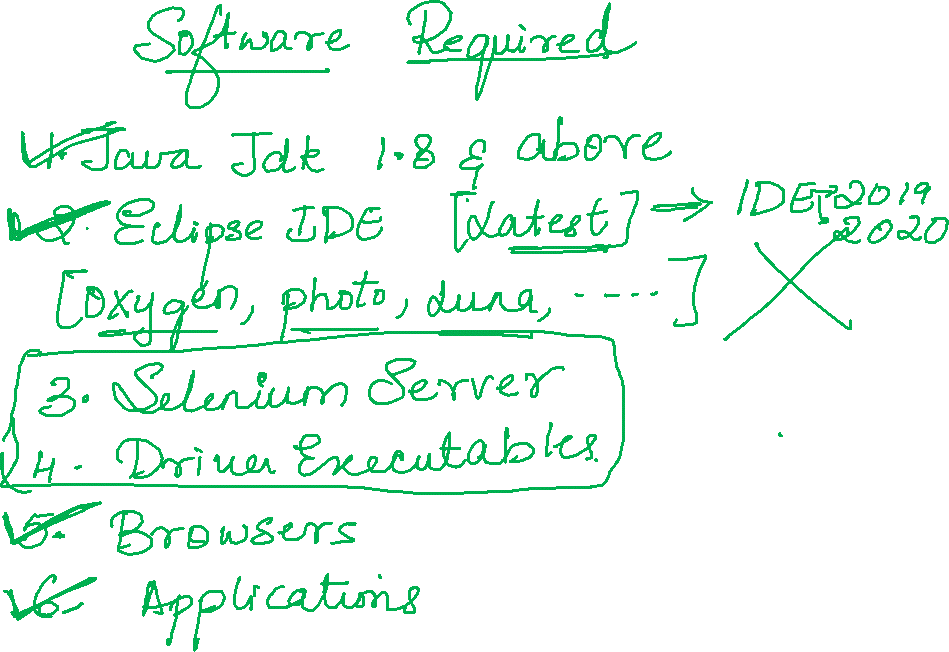 Software Required
1. Java Jdk 1.8 & above
2. Eclipse IDE [Latest] → IDE 2019
2020
[oxygen, photo, luna, -----]
3. Selenium Server
4. Driver Executables.
5. Browsers
6. Applications